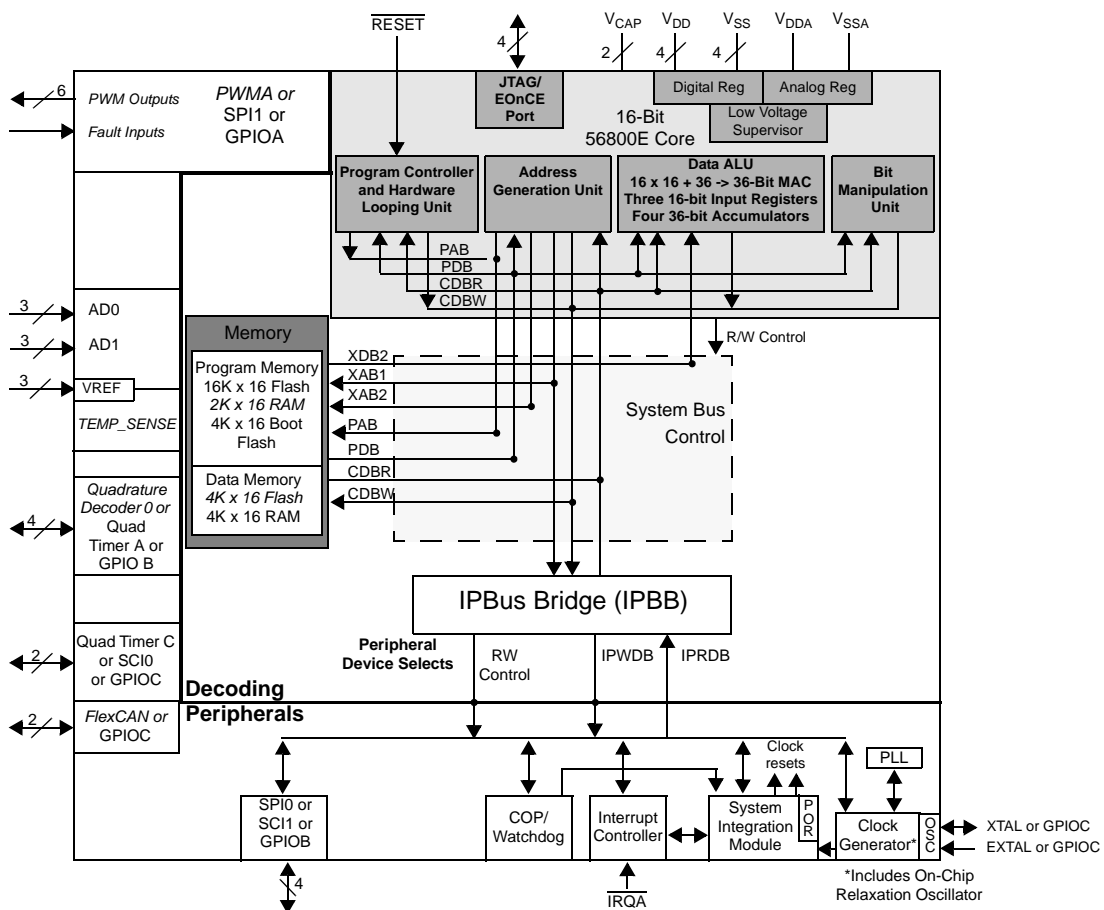 RESET
4
VCAP
VDD
VSS
VDDA
VSSA
2
4
4
6
PWM Outputs
Fault Inputs
PWMA or
SPI1 or
GPIOA
JTAG/
EOnCE
Port
Digital Reg
Analog Reg
Low Voltage
Supervisor
16-Bit
56800E Core
Program Controller
and Hardware
Looping Unit
Address
Generation Unit
Data ALU
16 x 16 + 36 -> 36-Bit MAC
Three 16-bit Input Registers
Four 36-bit Accumulators
Bit
Manipulation
Unit
PAB
PDB
CDBR
CDBW
3
AD0
3
AD1
3
VREF
TEMP_SENSE
4
Quadrature
Decoder 0 or
Quad
Timer A or
GPIO B
2
Quad Timer C
or SCI0
or GPIOC
2
FlexCAN or
GPIOC
Memory
Program Memory
16K x 16 Flash
2K x 16 RAM
4K x 16 Boot
Flash
Data Memory
4K x 16 Flash
4K x 16 RAM
XDB2
XAB1
XAB2
PAB
PDB
CDBR
CDBW
R/W Control
System Bus
Control
IPBus Bridge (IPBB)
Peripheral
Device Selects
RW
Control
IPWDB
IPRDB
Decoding
Peripherals
Clock
resets
PLL
SPI0 or
SCI1 or
GPIOB
4
COP/
Watchdog
Interrupt
Controller
IRQA
System
Integration
Module
POR
Clock
Generator*
OSC
XTAL or GPIOC
EXTAL or GPIOC
*Includes On-Chip
Relaxation Oscillator